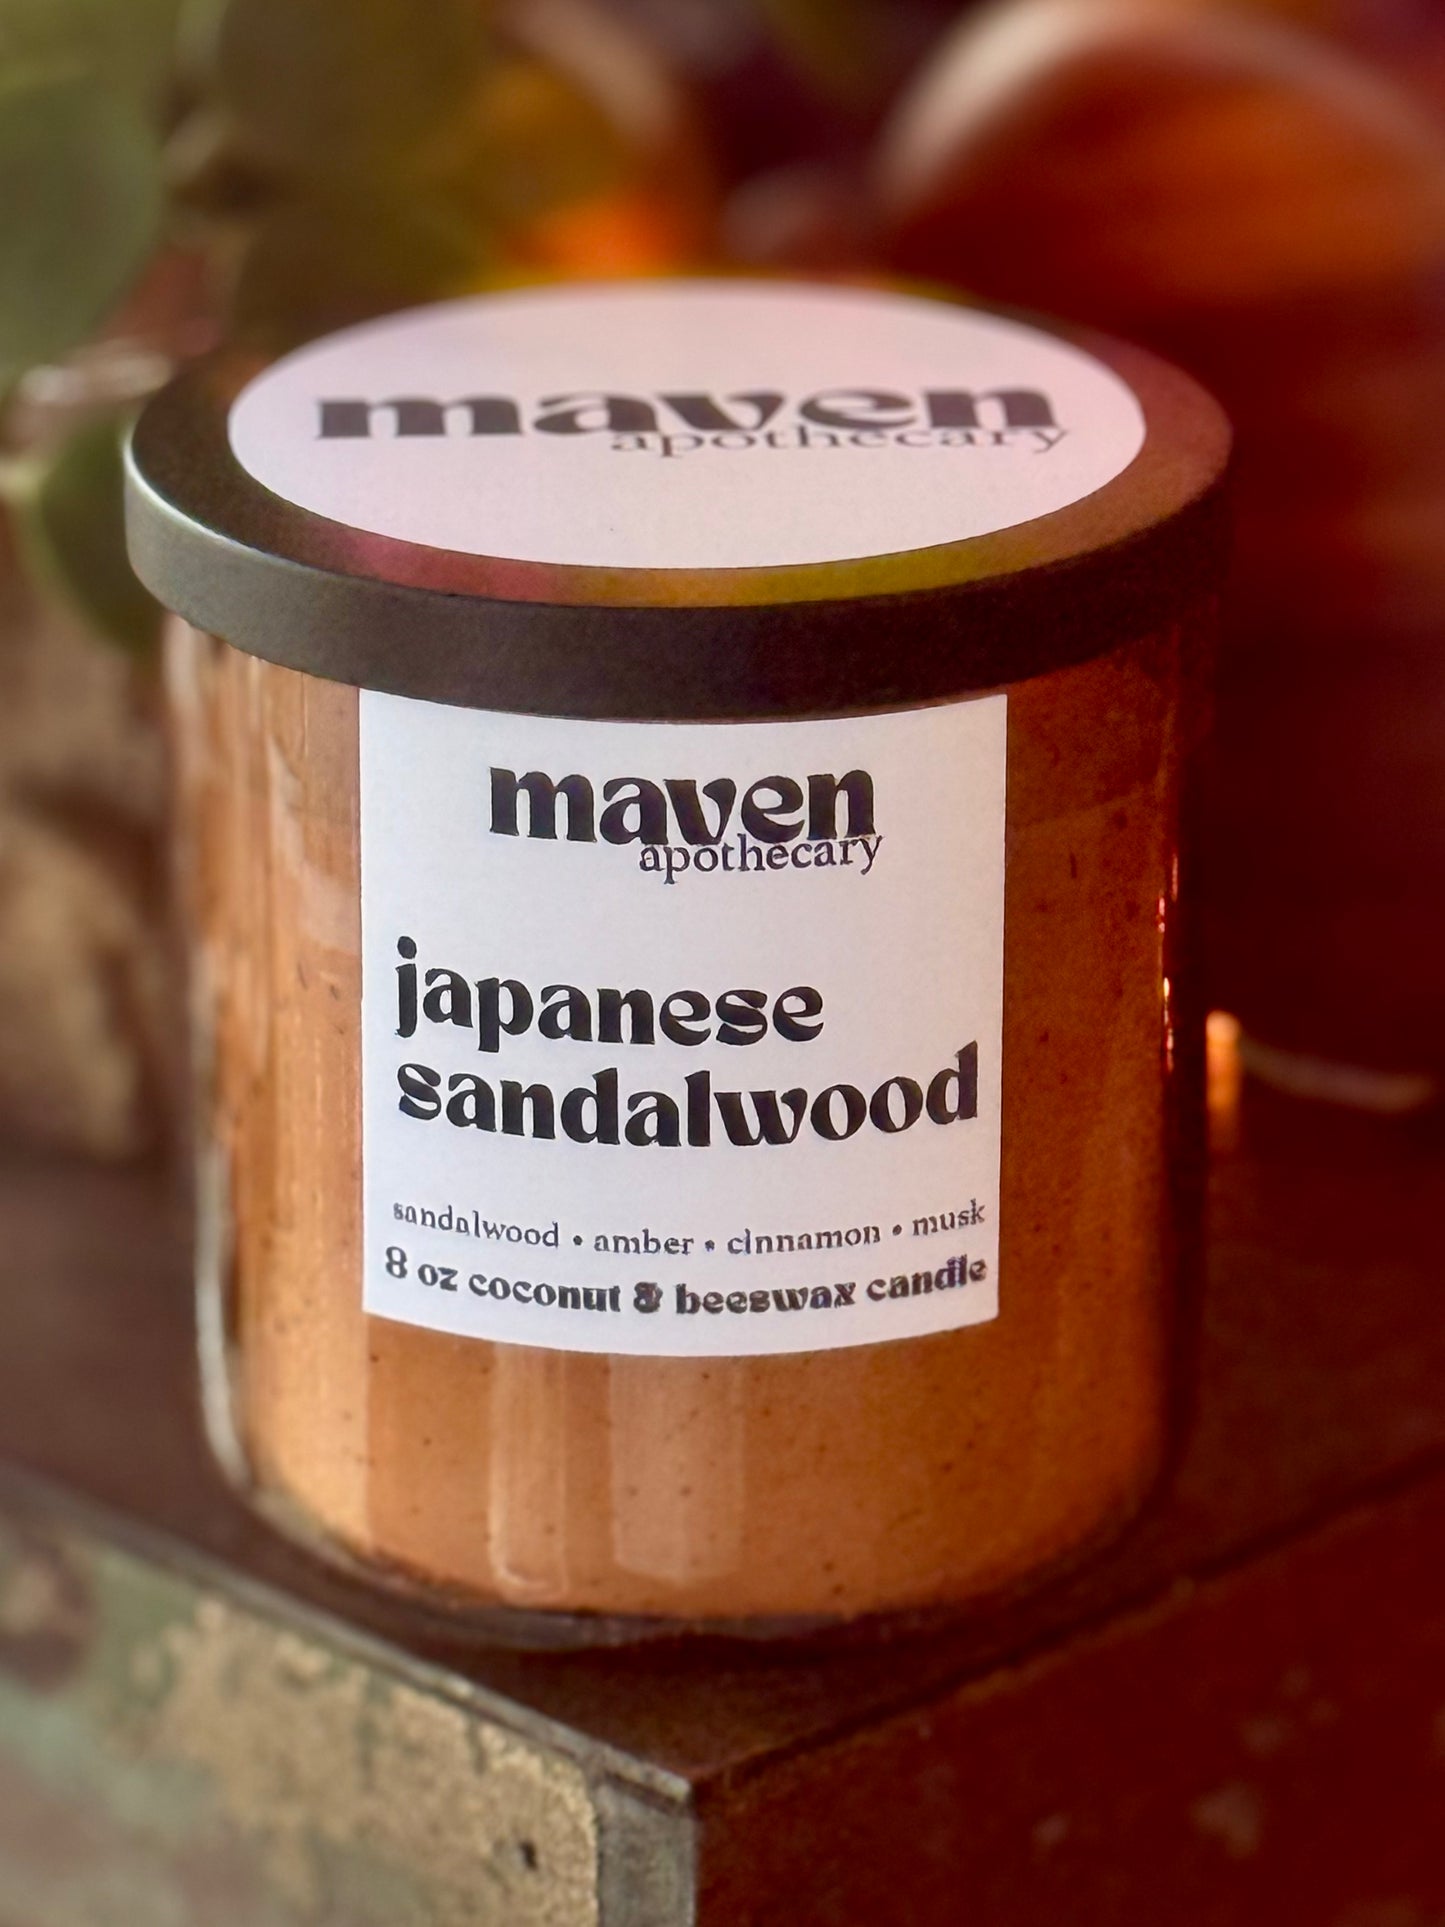 maven
apothecary
maven
apothecary
japanese
sandalwood
sandalwood • amber • cinnamon • musk
8 oz coconut & beeswax candle